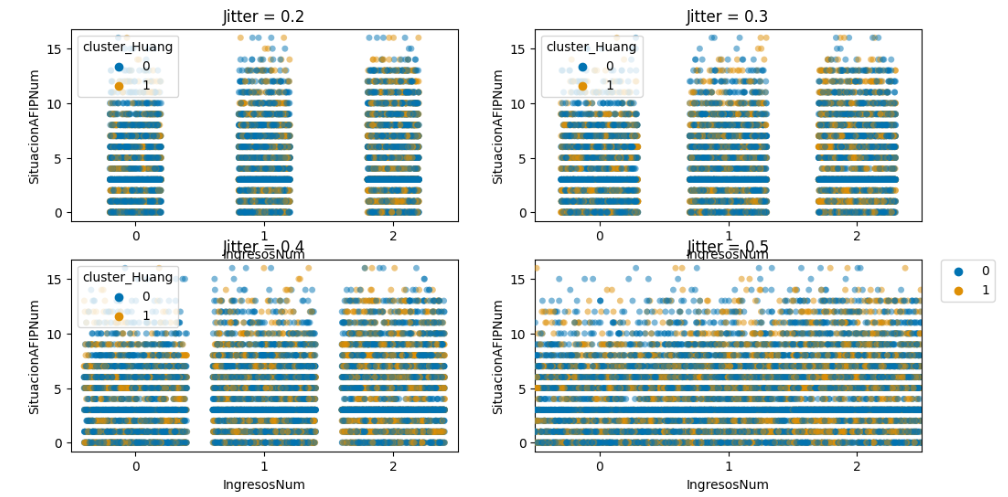 Jitter = 0.2
cluster_Huang
0
1
SituacionAFIPNum
15
10
5
0
0 1 2
IngresosNum
Jitter = 0.3
cluster_Huang
0
1
SituacionAFIPNum
15
10
5
0
0 1 2
IngresosNum
Jitter = 0.4
cluster_Huang
0
1
SituacionAFIPNum
15
10
5
0
0 1 2
IngresosNum
Jitter = 0.5
0
1
SituacionAFIPNum
15
10
5
0
0 1 2
IngresosNum